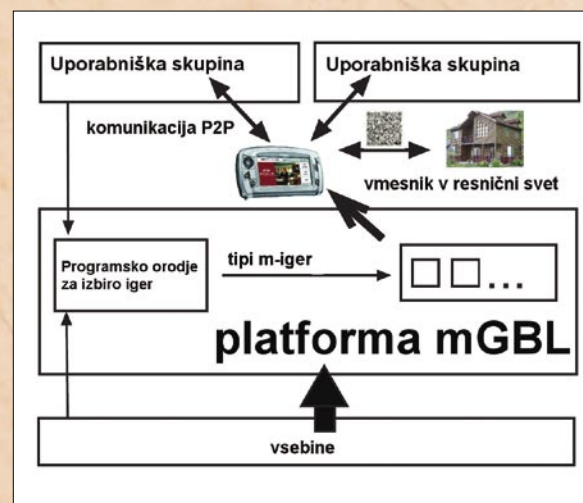 Uporabniška skupina
Uporabniška skupina
komunikacija P2P
vmesnik v resnični svet
Programsko orodje
za izbiro iger
tipi m-iger
...
platforma mGBL
vsebine